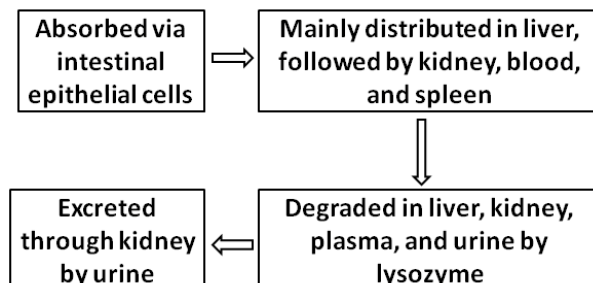 Absorbed via
intestinal
epithelial cells
Mainly distributed in liver,
followed by kidney, blood,
and spleen
Degraded in liver, kidney,
plasma, and urine by
lysozyme
Excreted
through kidney
by urine